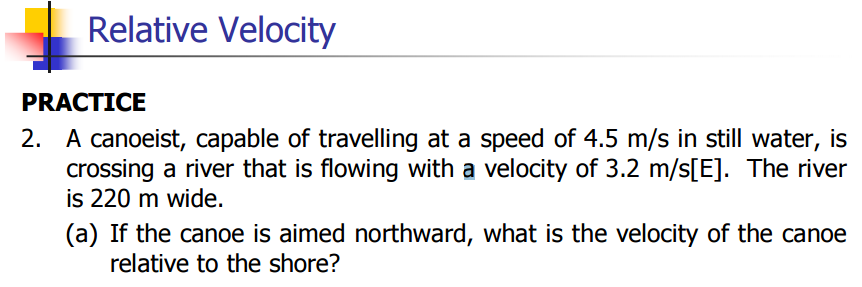 Relative Velocity
PRACTICE
2. A canoeist, capable of travelling at a speed of 4.5 m/s in still water, is
crossing a river that is flowing with a velocity of 3.2 m/s[E]. The river
is 220 m wide.
(a) If the canoe is aimed northward, what is the velocity of the canoe
relative to the shore?